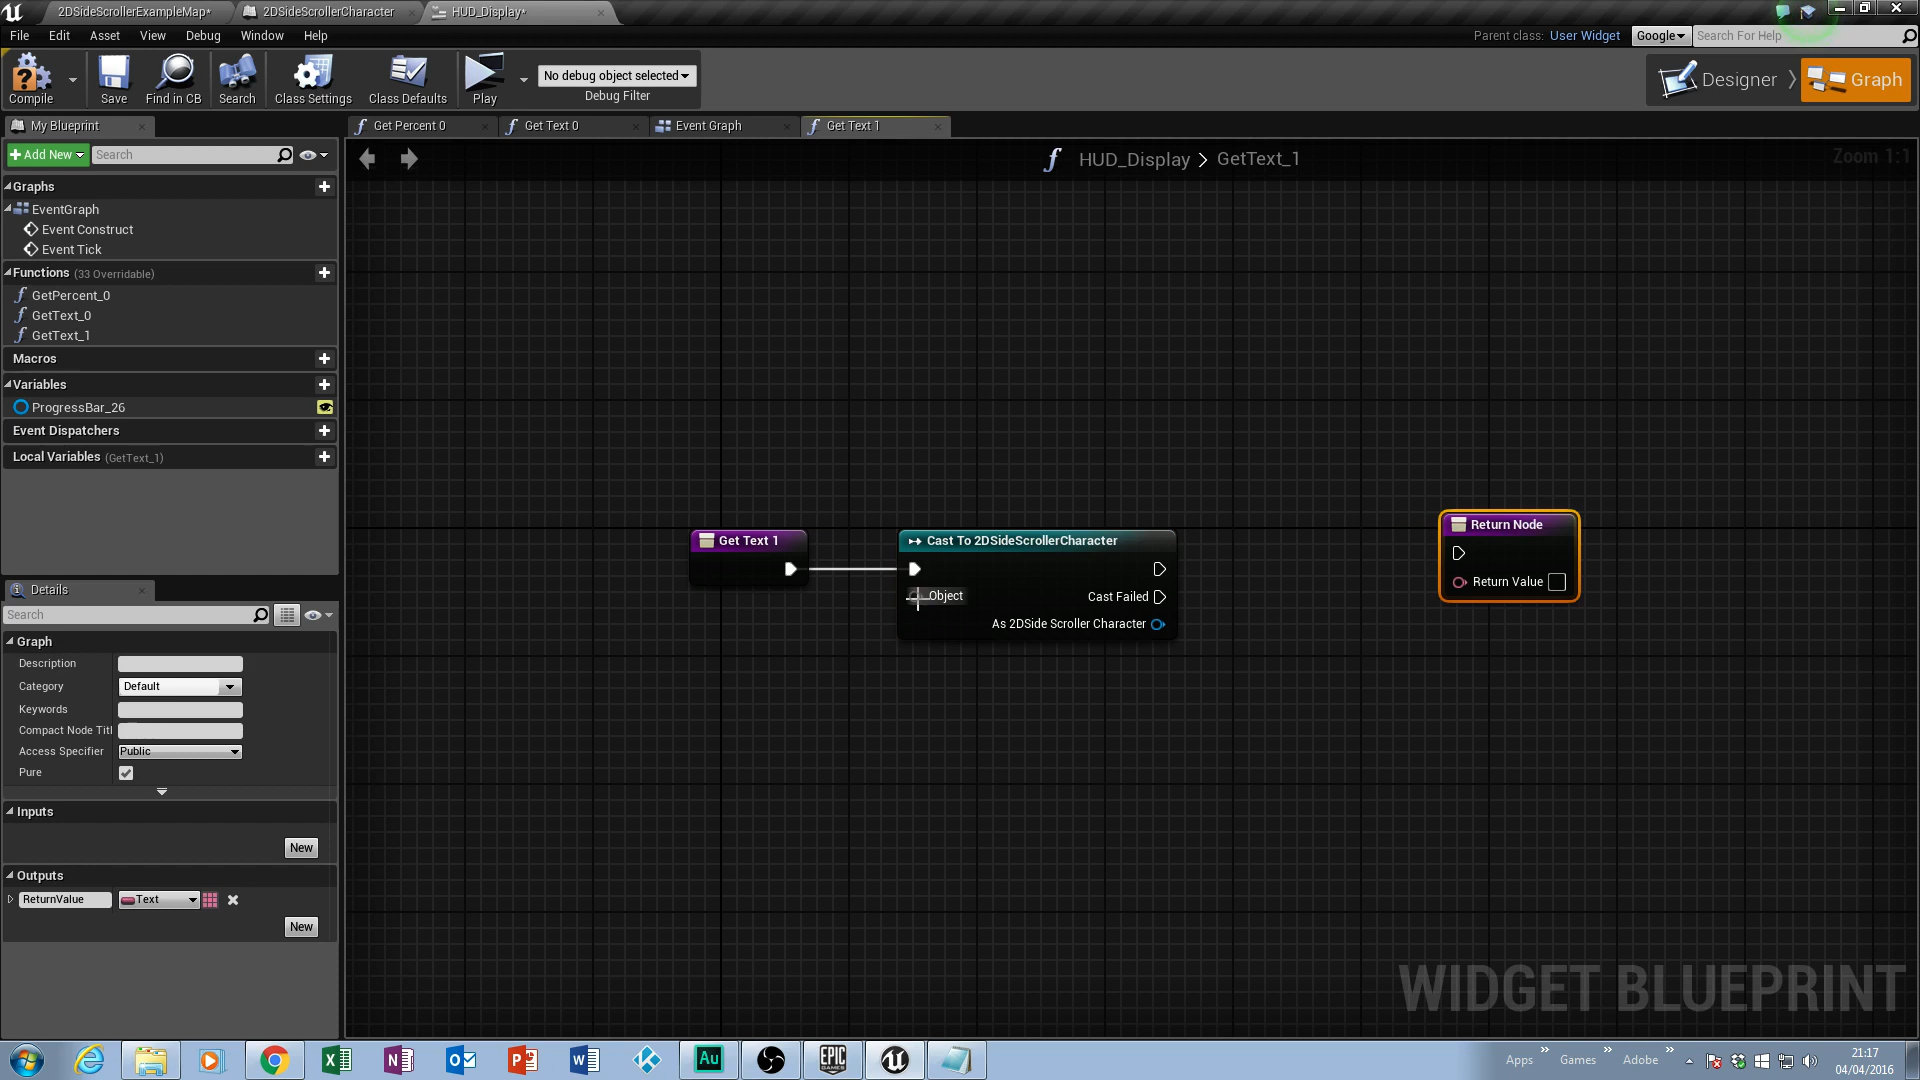 2DSideScrollerExampleMap*
2DSideScrollerCharacter
HUD_Display*
File Edit Asset View Debug Window Help
Parent class: User Widget
Google
Search For Help
Compile
Save
Find in CB
Search
Class Settings
Class Defaults
Play
No debug object selected
Debug Filter
Designer
Graph
My Blueprint
Get Percent 0
Get Text 0
Event Graph
Get Text 1
Add New
Search
HUD_Display > GetText_1
Zoom 1:1
Graphs
EventGraph
Event Construct
Event Tick
Functions (33 Overridable)
GetPercent_0
GetText_0
GetText_1
Macros
Variables
ProgressBar_26
Event Dispatchers
Local Variables (GetText_1)
Get Text 1
Cast To 2DSideScrollerCharacter
Object
Cast Failed
As 2DSide Scroller Character
Return Node
Return Value
Details
Search
Graph
Description
Category Default
Keywords
Compact Node Titl
Access Specifier Public
Pure
Inputs
New
Outputs
ReturnValue Text
New
WIDGET BLUEPRINT
Au
EPIC
GAMES
Apps
Games
Adobe
21:17
04/04/2016